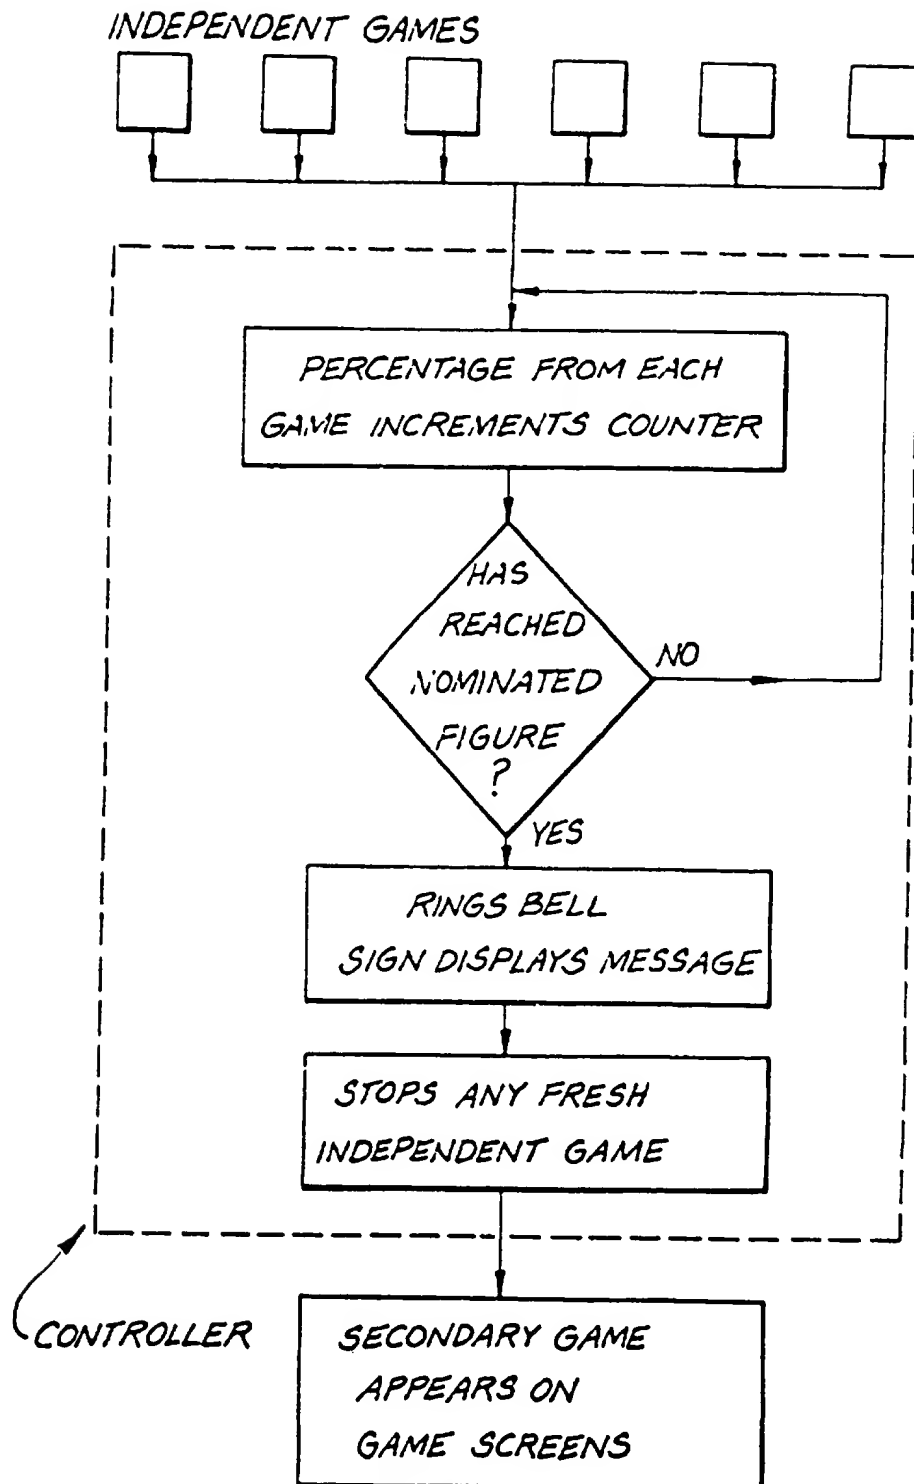 INDEPENDENT GAMES
PERCENTAGE FROM EACH
GAME INCREMENTS COUNTER
HAS
REACHED
NOMINATED
FIGURE
?
NO
YES
RINGS BELL
SIGN DISPLAYS MESSAGE
STOPS ANY FRESH
INDEPENDENT GAME
CONTROLLER
SECONDARY GAME
APPEARS ON
GAME SCREENS